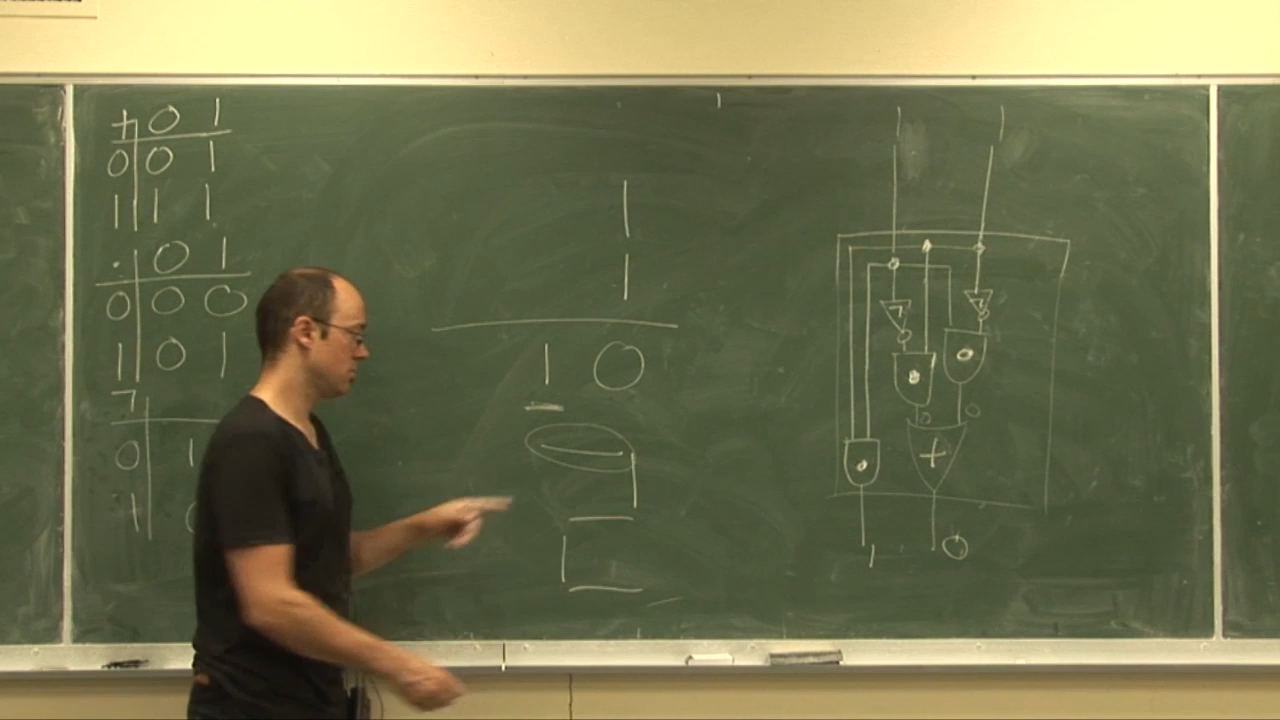 + 0 1
0 0 1
1 1 1
· 0 1
0 0 0
1 0 1
¬
0 1
1
1
1
1 0
¬ ¬
· ·
0 0
· +
1 0